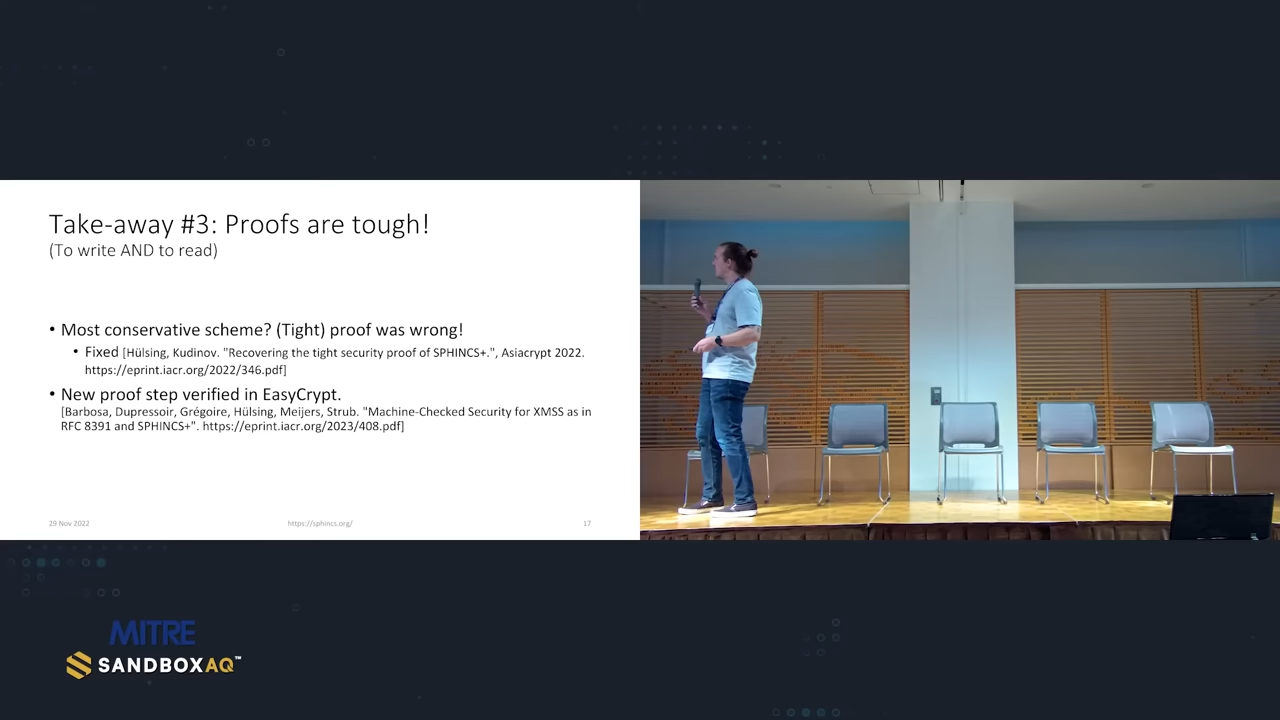 Take-away #3: Proofs are tough!
(To write AND to read)
• Most conservative scheme? (Tight) proof was wrong!
• Fixed [Hülsing, Kudinov. "Recovering the tight security proof of SPHINCS+.", Asiacrypt 2022.
https://eprint.iacr.org/2022/346.pdf]
• New proof step verified in EasyCrypt.
[Barbosa, Dupressoir, Grégoire, Hülsing, Meijers, Strub. "Machine-Checked Security for XMSS as in
RFC 8391 and SPHINCS+". https://eprint.iacr.org/2023/408.pdf]
29 Nov 2022
https://sphincs.org/
17
MITRE
SANDBOXAQ™